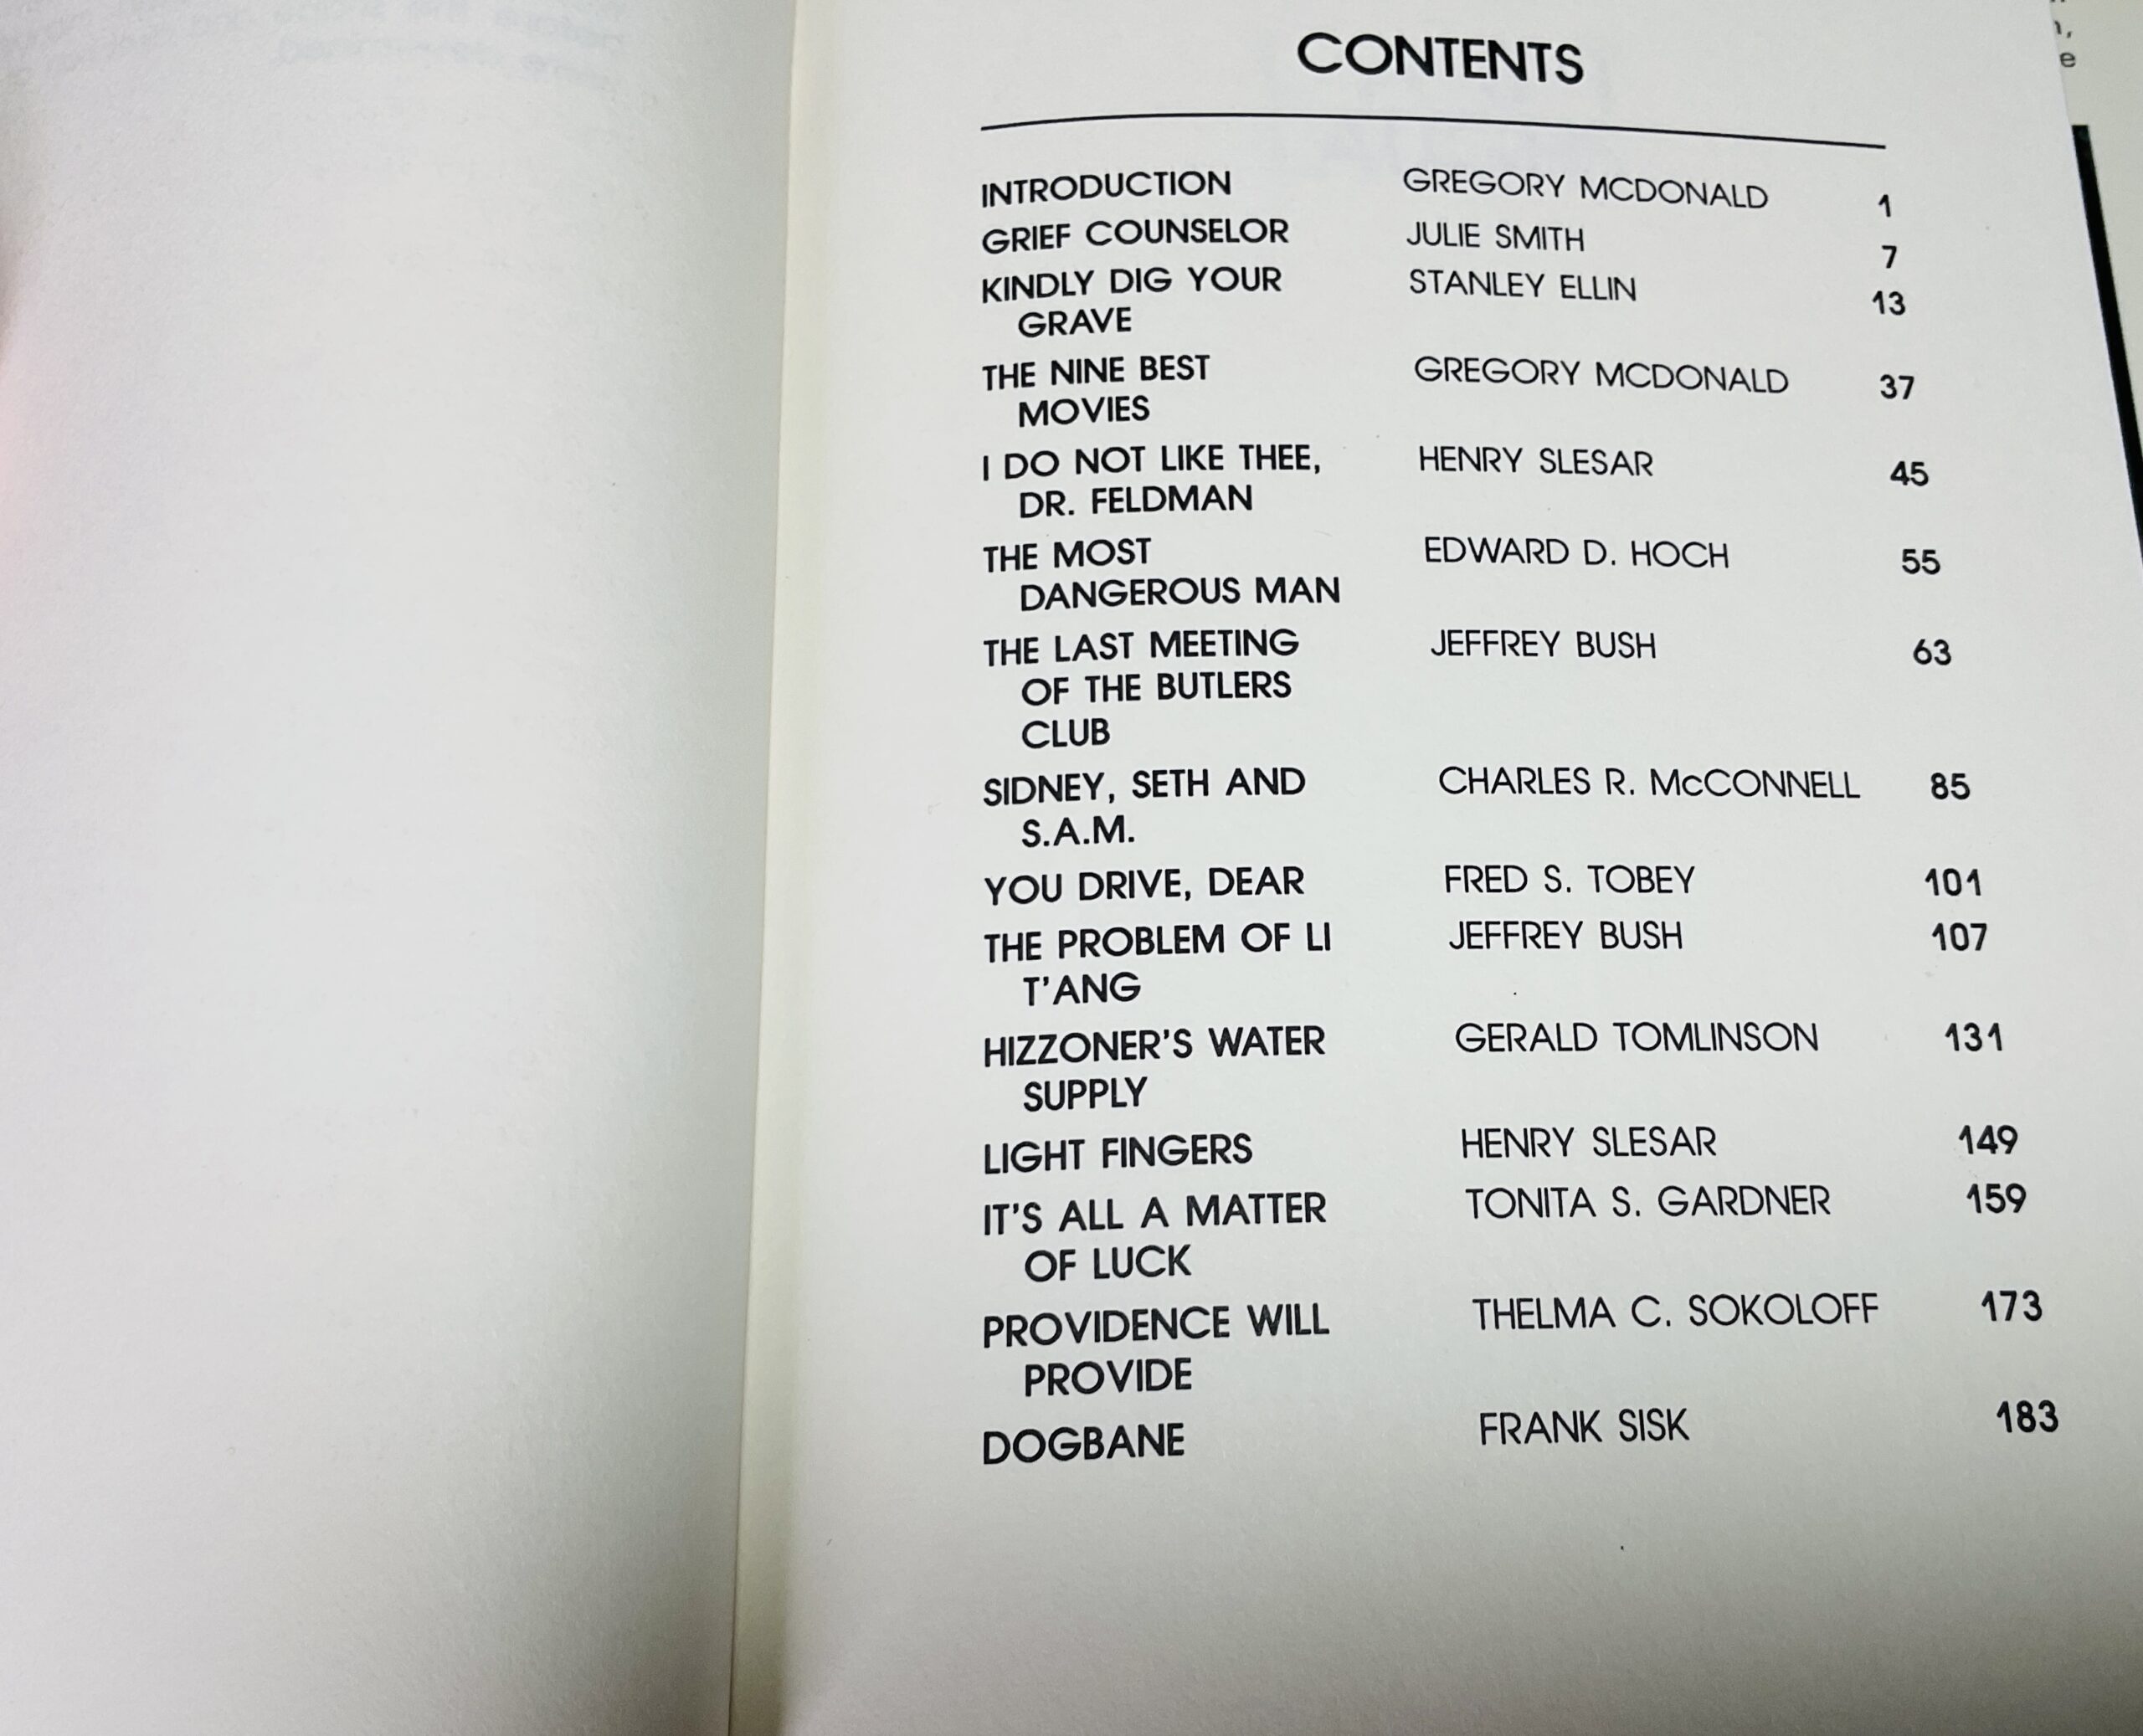 CONTENTS
INTRODUCTION GREGORY MCDONALD 1
GRIEF COUNSELOR JULIE SMITH 7
KINDLY DIG YOUR STANLEY ELLIN 13
GRAVE
THE NINE BEST GREGORY MCDONALD 37
MOVIES
I DO NOT LIKE THEE, HENRY SLESAR 45
DR. FELDMAN
THE MOST EDWARD D. HOCH 55
DANGEROUS MAN
THE LAST MEETING JEFFREY BUSH 63
OF THE BUTLERS
CLUB
SIDNEY, SETH AND CHARLES R. McCONNELL 85
S.A.M.
YOU DRIVE, DEAR FRED S. TOBEY 101
THE PROBLEM OF LI JEFFREY BUSH 107
T'ANG
HIZZONER'S WATER GERALD TOMLINSON 131
SUPPLY
LIGHT FINGERS HENRY SLESAR 149
IT'S ALL A MATTER TONITA S. GARDNER 159
OF LUCK
PROVIDENCE WILL THELMA C. SOKOLOFF 173
PROVIDE
DOGBANE FRANK SISK 183